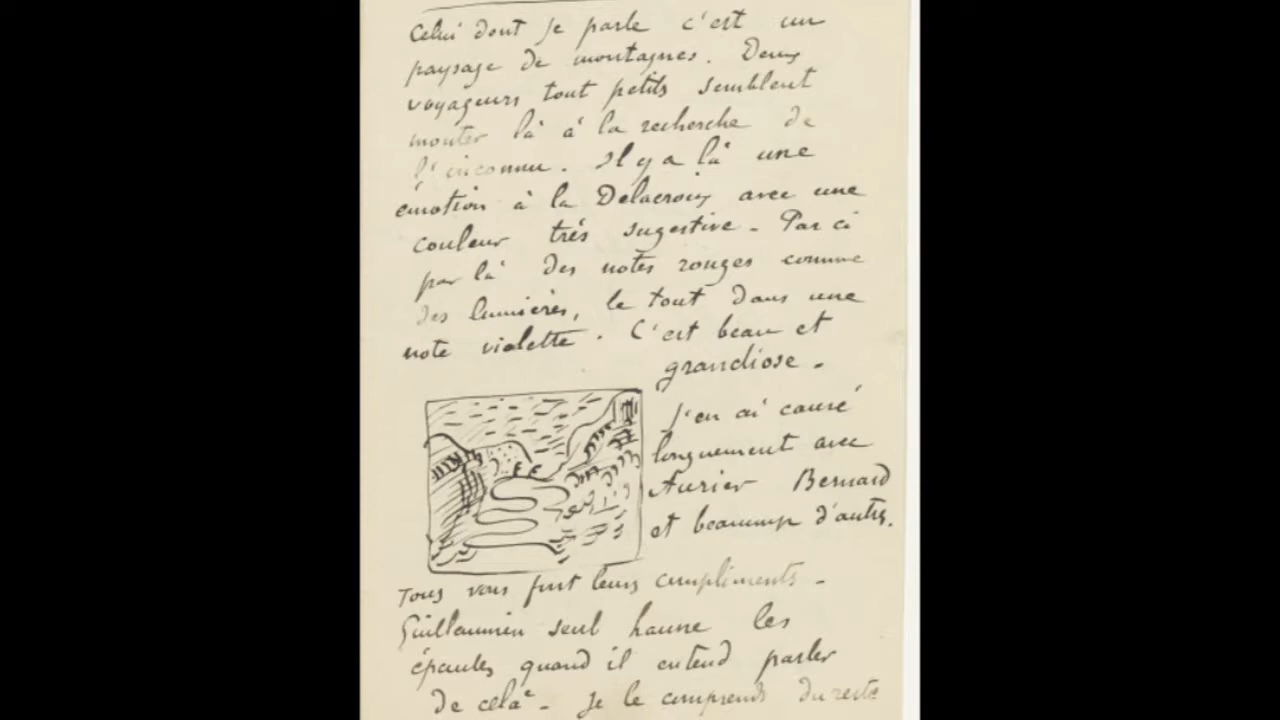 Celui dont je parle c'est un
paysage de montagnes. Deux
voyageurs tout petits semblent
monter là à la recherche de
l'inconnu. Il y a là une
émotion à la Delacroix avec une
couleur très sugestive - Par ci
par là des notes rouges comme
des lumières, le tout dans une
note violette. C'est beau et
grandiose -
J'en ai causé
longuement avec
Aurier Bernard
et beaucoup d'autres.
Tous vous font leurs compliments -
Guillaumin seul hausse les
épaules quand il entend parler
de cela - Je le comprends du reste